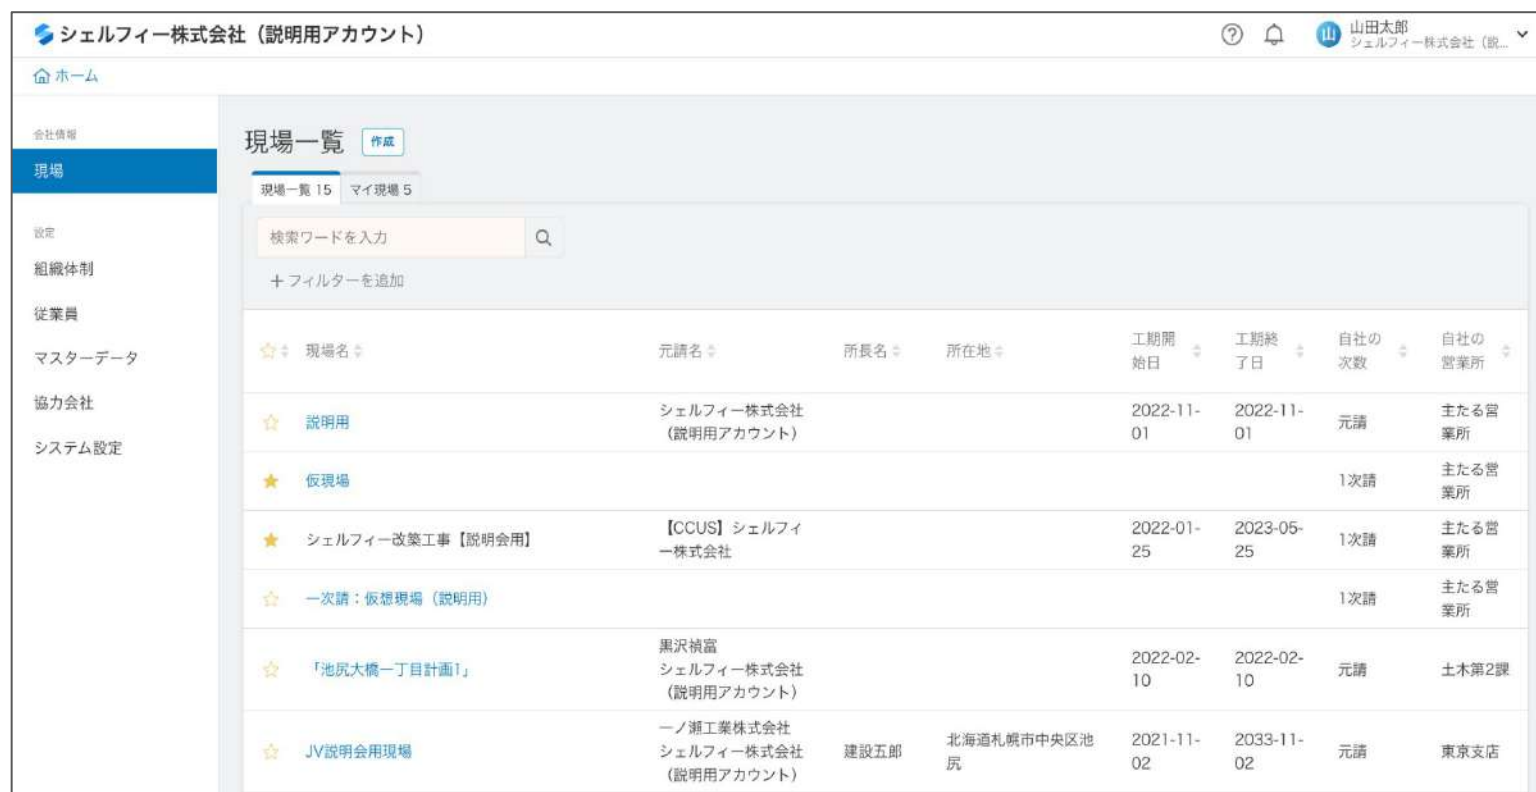 シェルフィー株式会社（説明用アカウント）
山田太郎
山
シェルフィー株式会社（説...
ホーム
会社情報
現場
設定
組織体制
従業員
マスターデータ
協力会社
システム設定
現場一覧 作成
現場一覧 15 マイ現場 5
検索ワードを入力
+ フィルターを追加
現場名 元請名 所長名 所在地 工期開 工期終 自社の 自社の
始日 了日 次数 営業所
説明用 シェルフィー株式会社 2022-11- 2022-11- 元請 主たる営
（説明用アカウント） 01 01 業所
仮現場 1次請 主たる営
業所
シェルフィー改築工事【説明会用】 【CCUS】シェルフィ 2022-01- 2023-05- 1次請 主たる営
ー株式会社 25 25 業所
一次請：仮想現場（説明用） 1次請 主たる営
業所
黒沢禎富
「池尻大橋一丁目計画1」 シェルフィー株式会社 2022-02- 2022-02- 元請 土木第2課
（説明用アカウント） 10 10
一ノ瀬工業株式会社
JV説明会用現場 シェルフィー株式会社 建設五郎 北海道札幌市中央区池 2021-11- 2033-11- 元請 東京支店
（説明用アカウント） 尻 02 02